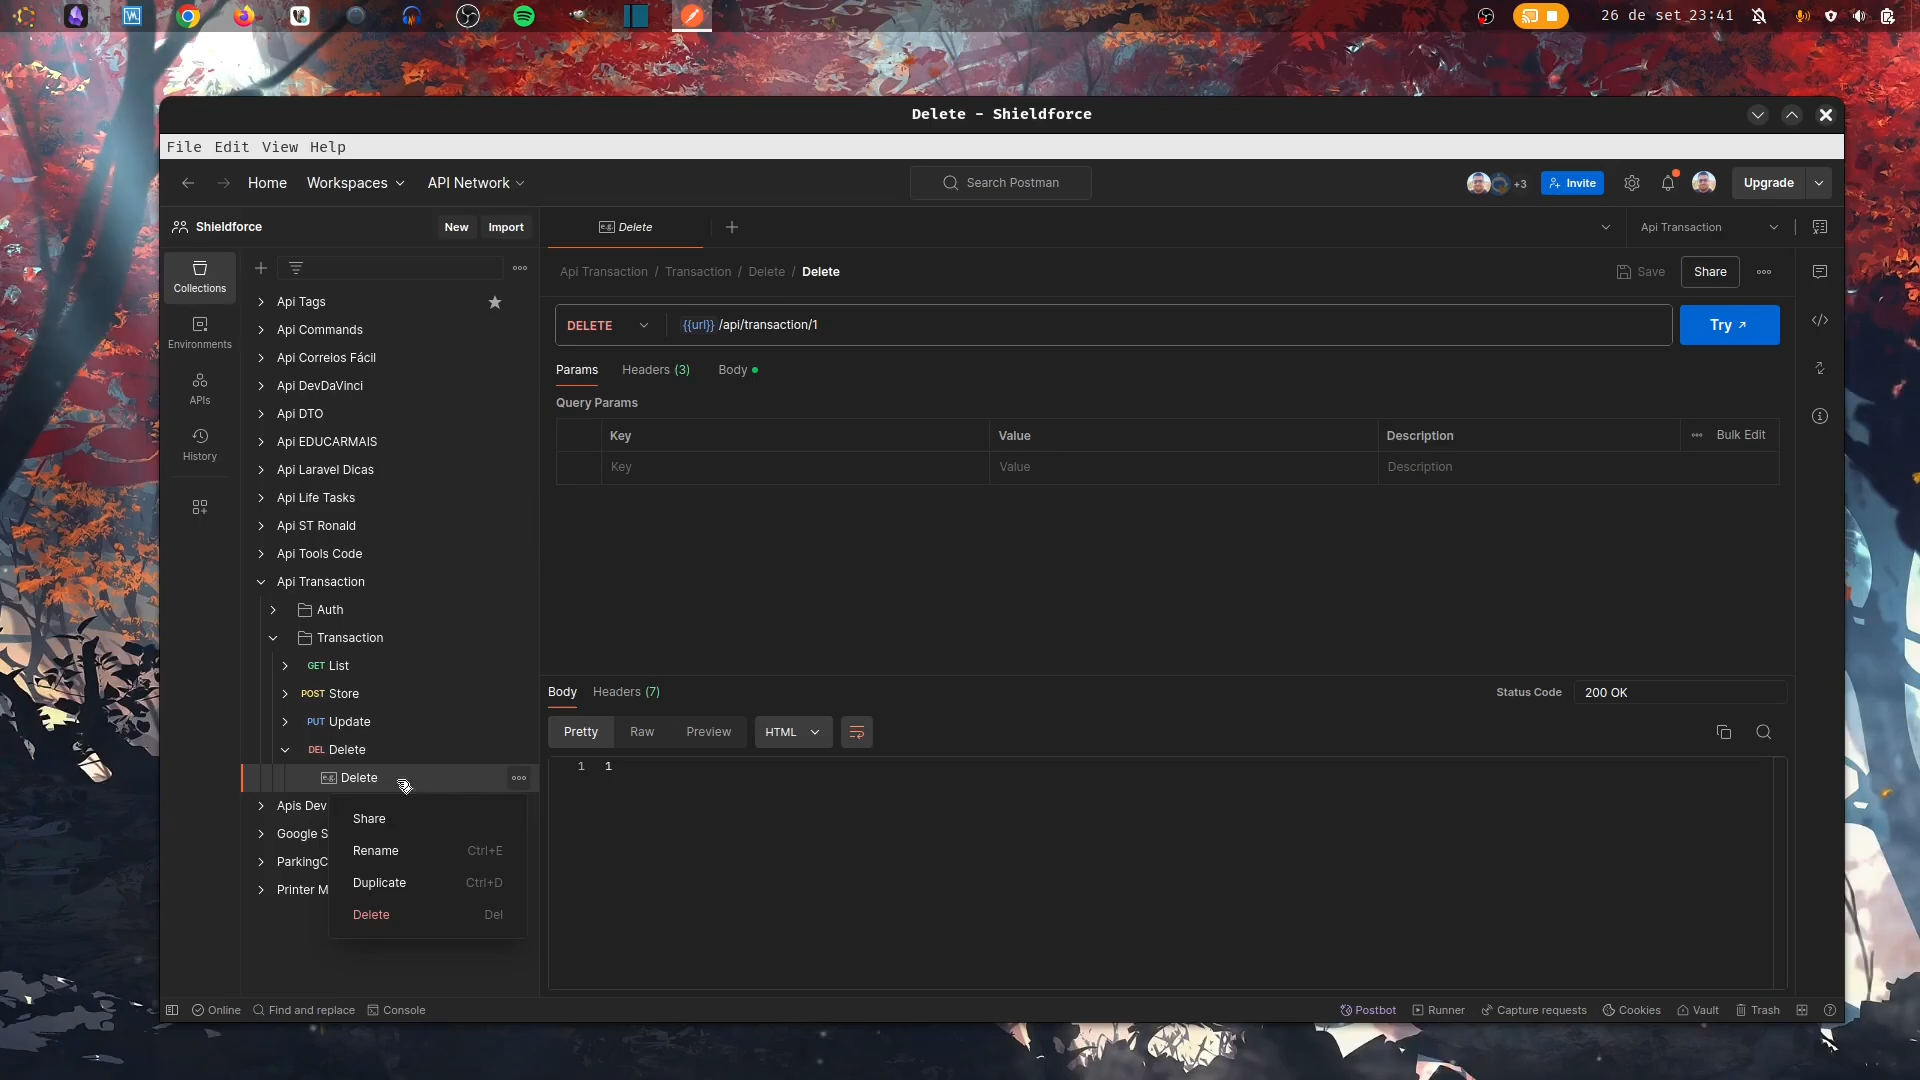 26 de set 23:41
Delete - Shieldforce
File Edit View Help
Home Workspaces API Network Search Postman +3 Invite Upgrade
Shieldforce New Import
e.g. Delete
Api Transaction
Api Transaction / Transaction / Delete / Delete Save Share
DELETE {{url}} /api/transaction/1 Try
Params Headers (3) Body
Query Params
Key Value Description Bulk Edit
Key Value Description
Collections
Environments
APIs
History
Api Tags
Api Commands
Api Correios Fácil
Api DevDaVinci
Api DTO
Api EDUCARMAIS
Api Laravel Dicas
Api Life Tasks
Api ST Ronald
Api Tools Code
Api Transaction
Auth
Transaction
GET List
POST Store
PUT Update
DEL Delete
e.g. Delete
Apis Dev
Google S
ParkingC
Printer M
Share
Rename Ctrl+E
Duplicate Ctrl+D
Delete Del
Body Headers (7) Status Code 200 OK
Pretty Raw Preview HTML
1 1
Online Find and replace Console Postbot Runner Capture requests Cookies Vault Trash